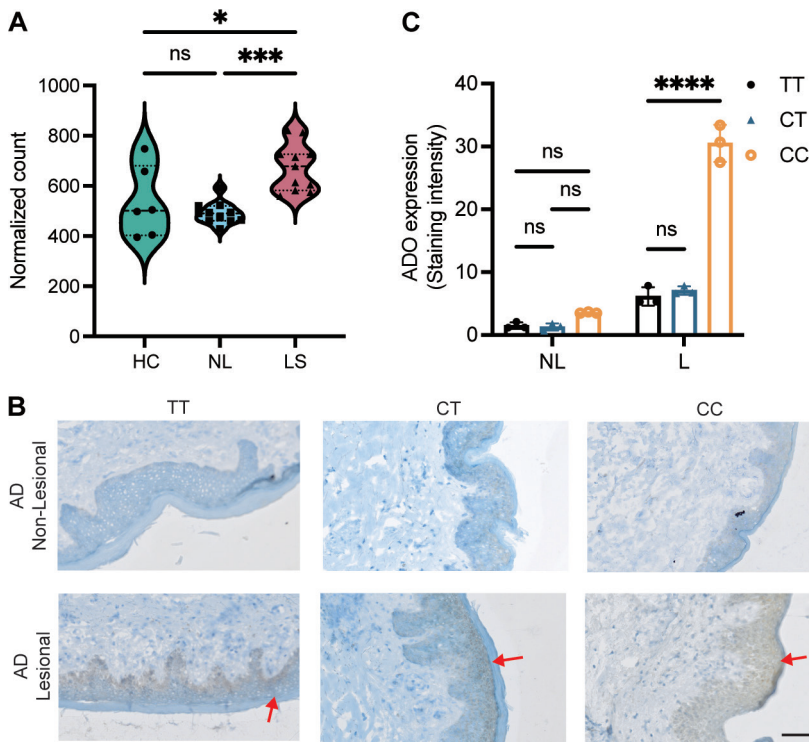 A
*
ns
***
1000
800
600
400
200
0
Normalized count
HC NL LS
C
****
TT
CT
CC
ns
ns
ns
ns
40
30
20
10
0
ADO expression
(Staining intensity)
NL L
B
TT CT CC
AD
Non-Lesional
AD
Lesional